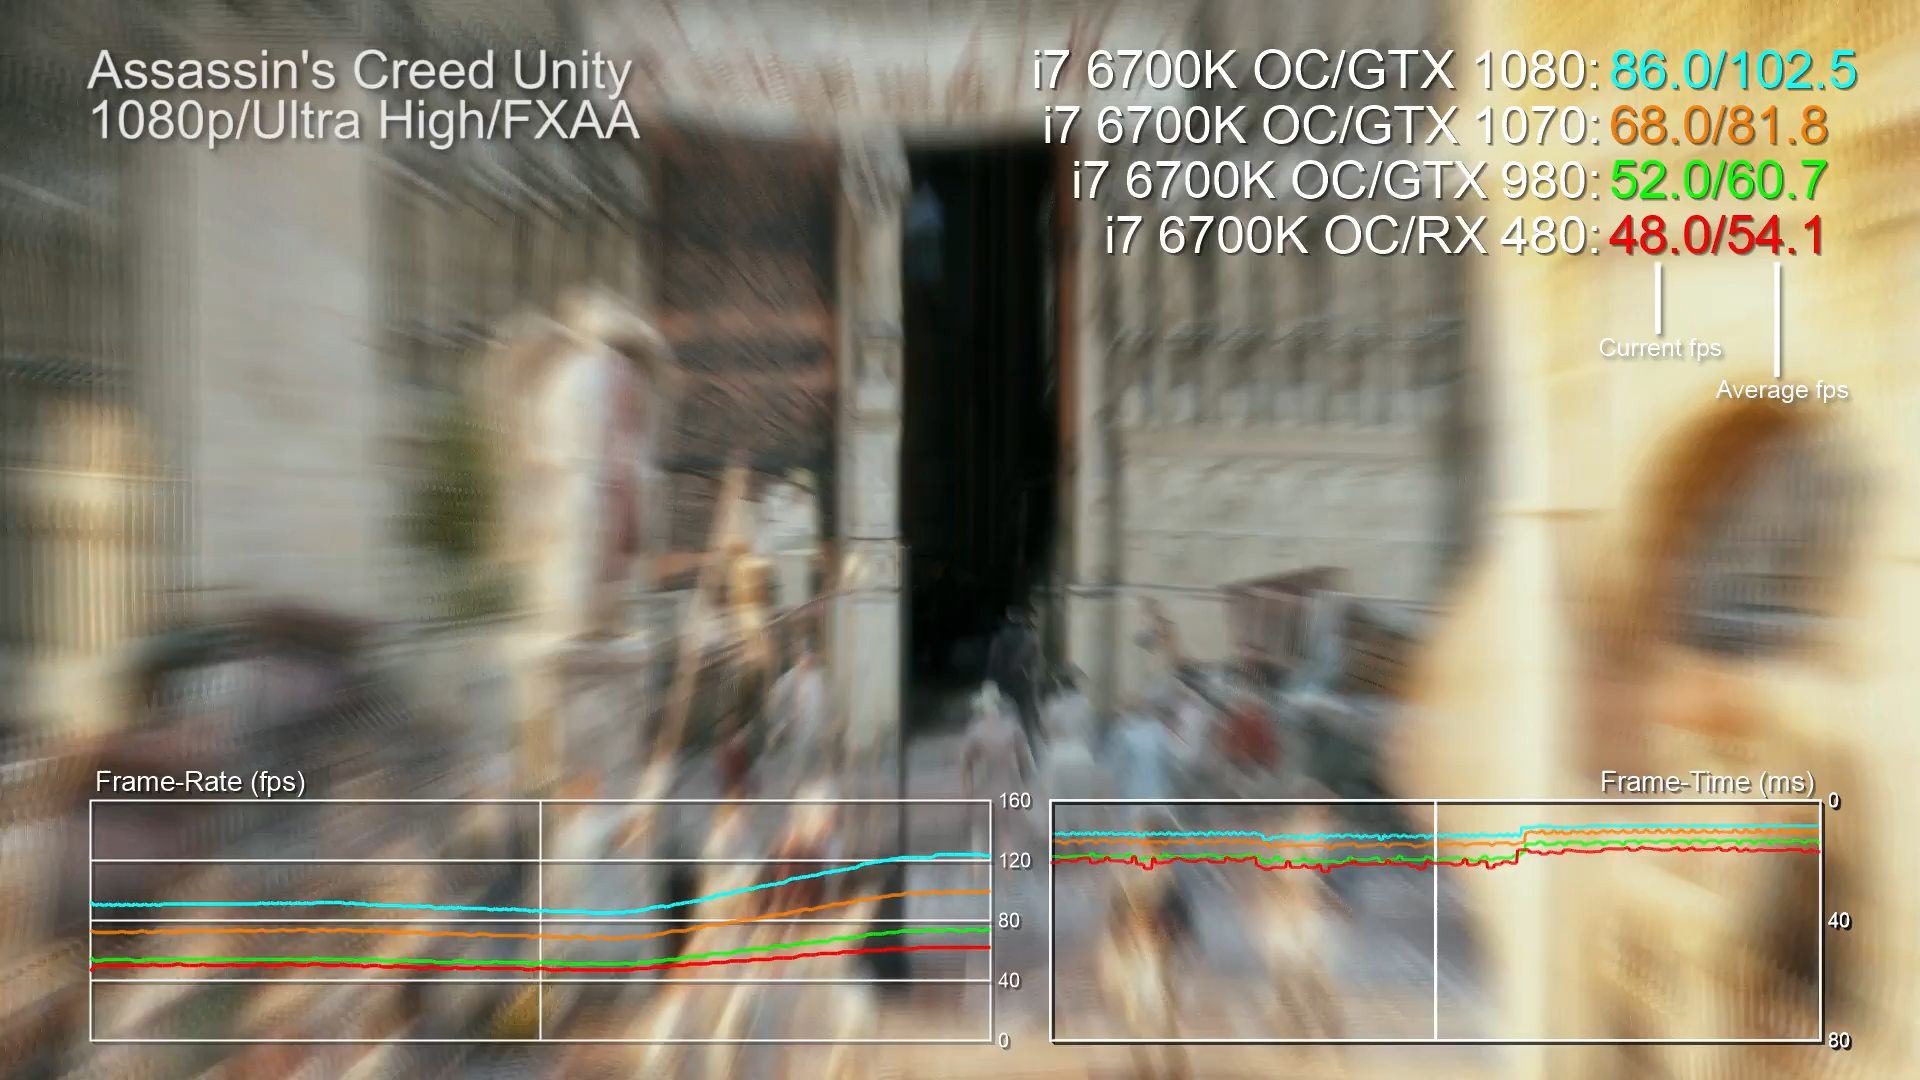 Assassin's Creed Unity
1080p/Ultra High/FXAA
i7 6700K OC/GTX 1080: 86.0/102.5
i7 6700K OC/GTX 1070: 68.0/81.8
i7 6700K OC/GTX 980: 52.0/60.7
i7 6700K OC/RX 480: 48.0/54.1
Current fps
Average fps
Frame-Rate (fps)
160
120
80
40
0
Frame-Time (ms)
0
40
80